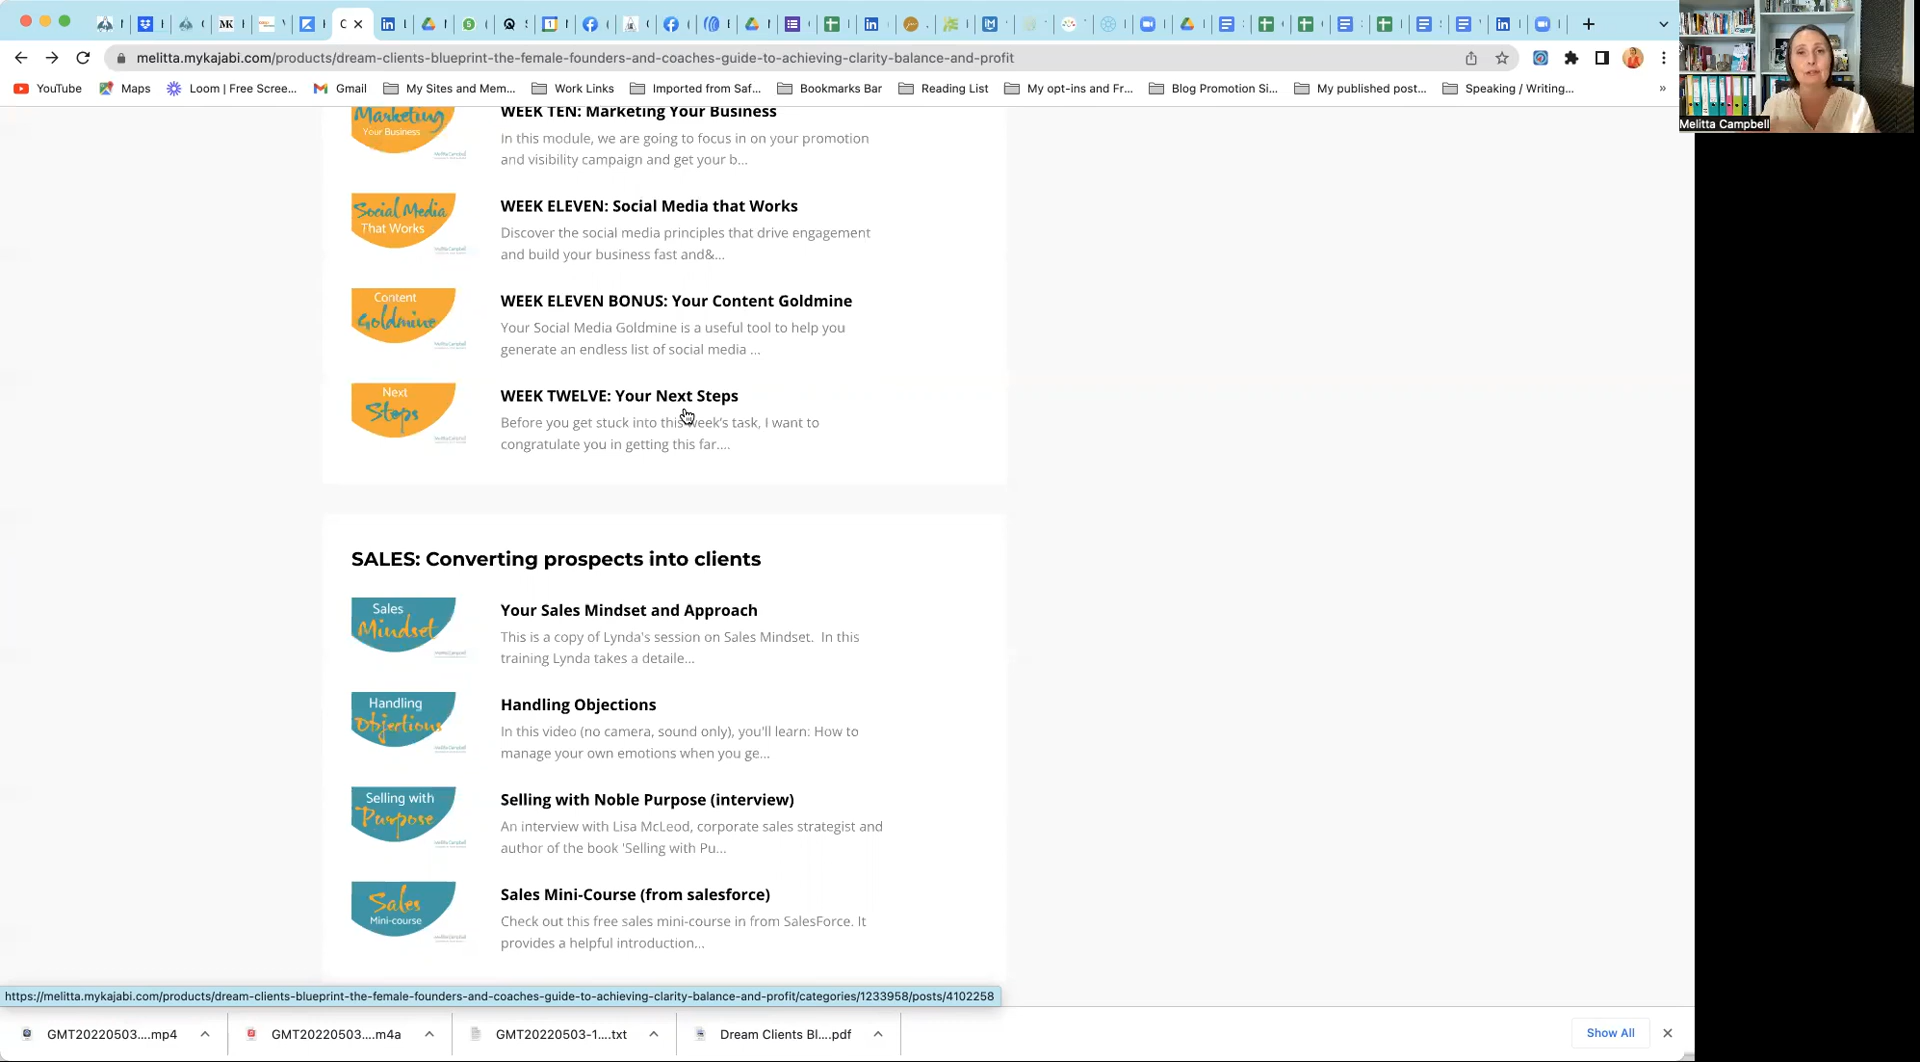 melitta.mykajabi.com/products/dream-clients-blueprint-the-female-founders-and-coaches-guide-to-achieving-clarity-balance-and-profit
YouTube
Maps
Loom | Free Scree...
Gmail
My Sites and Mem...
Work Links
Imported from Saf...
Bookmarks Bar
Reading List
My opt-ins and Fr...
Blog Promotion Si...
My published post...
Speaking / Writing...
»
Melitta Campbell
Marketing
Your Business
WEEK TEN: Marketing Your Business
In this module, we are going to focus in on your promotion
and visibility campaign and get your b...
Social Media
That Works
WEEK ELEVEN: Social Media that Works
Discover the social media principles that drive engagement
and build your business fast and&...
Content
Goldmine
WEEK ELEVEN BONUS: Your Content Goldmine
Your Social Media Goldmine is a useful tool to help you
generate an endless list of social media ...
Next
Steps
WEEK TWELVE: Your Next Steps
Before you get stuck into this week's task, I want to
congratulate you in getting this far....
SALES: Converting prospects into clients
Sales
Mindset
Your Sales Mindset and Approach
This is a copy of Lynda's session on Sales Mindset. In this
training Lynda takes a detaile...
Handling
Objections
Handling Objections
In this video (no camera, sound only), you'll learn: How to
manage your own emotions when you ge...
Selling with
Purpose
Selling with Noble Purpose (interview)
An interview with Lisa McLeod, corporate sales strategist and
author of the book 'Selling with Pu...
Sales
Mini-course
Sales Mini-Course (from salesforce)
Check out this free sales mini-course in from SalesForce. It
provides a helpful introduction...
https://melitta.mykajabi.com/products/dream-clients-blueprint-the-female-founders-and-coaches-guide-to-achieving-clarity-balance-and-profit/categories/1233958/posts/4102258
GMT20220503....mp4
GMT20220503....m4a
GMT20220503-1....txt
Dream Clients Bl....pdf
Show All